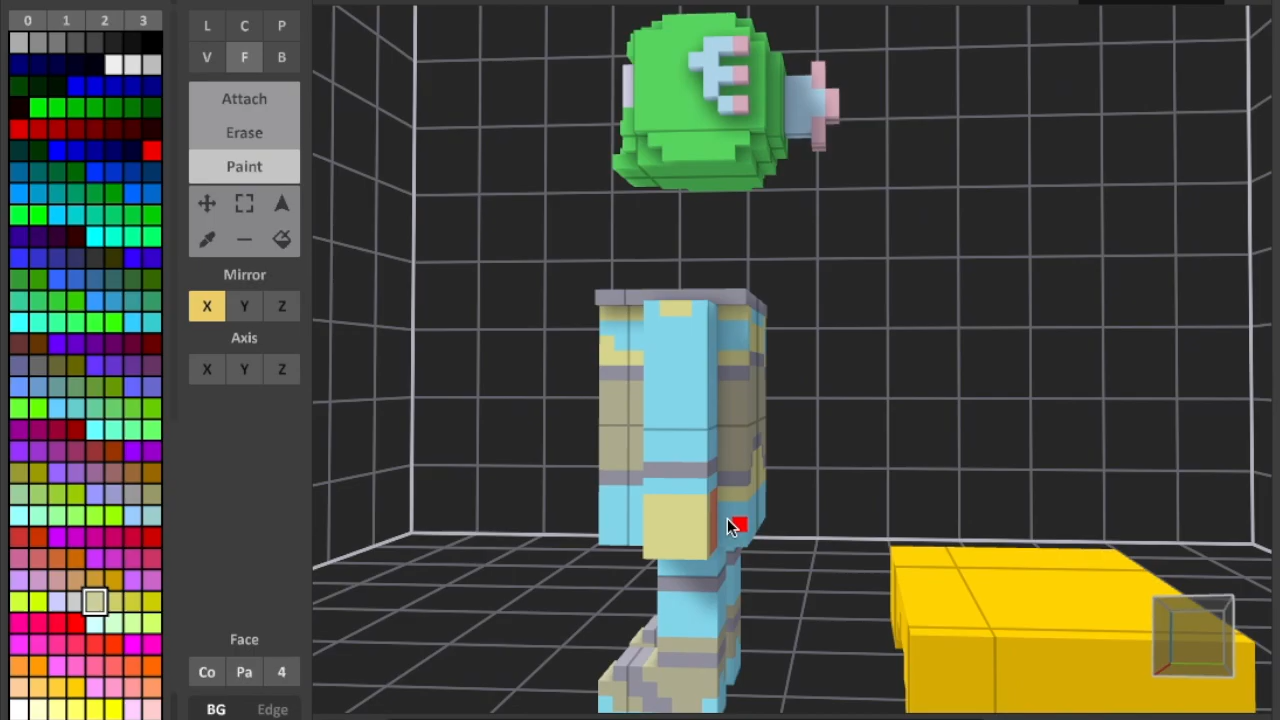 0 1 2 3
L C P
V F B
Attach
Erase
Paint
Mirror
X Y Z
Axis
X Y Z
Face
Co Pa 4
BG Edge